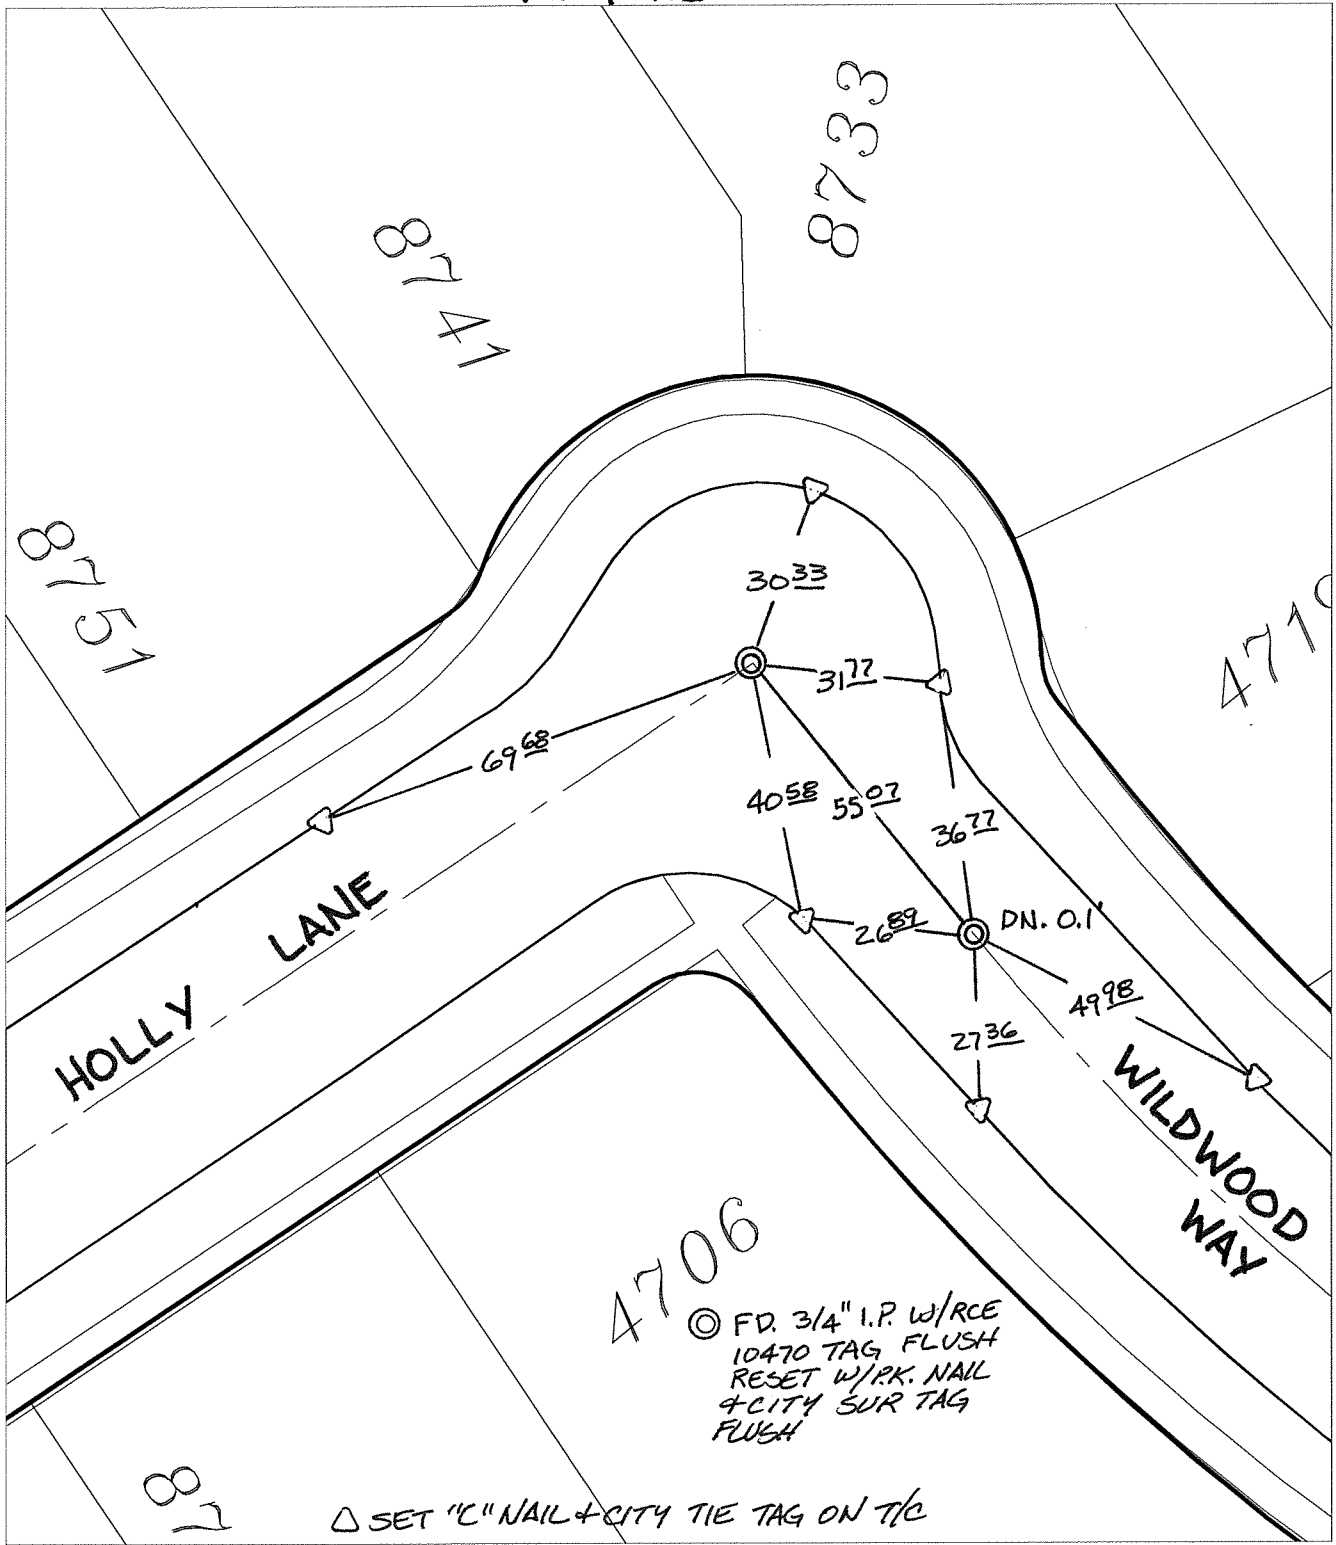 8733
8741
8751
4710
30 33
31 77
69 68
40 58
55 07
36 77
26 89
DN. 0.1'
49 98
27 36
HOLLY LANE
WILDWOOD
WAY
4706
FD. 3/4" I.P. W/RCE
10470 TAG FLUSH
RESET W/P.K. NAIL
& CITY SUR TAG
FLUSH
87
△ SET "C" NAIL & CITY TIE TAG ON T/C